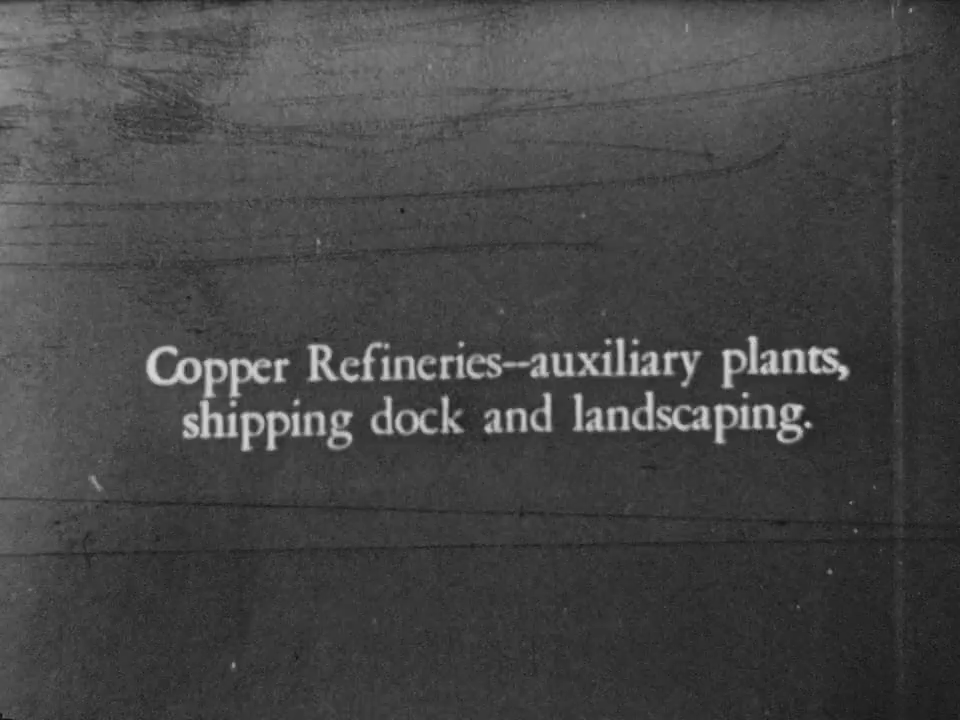 Copper Refineries—auxiliary plants,
shipping dock and landscaping.